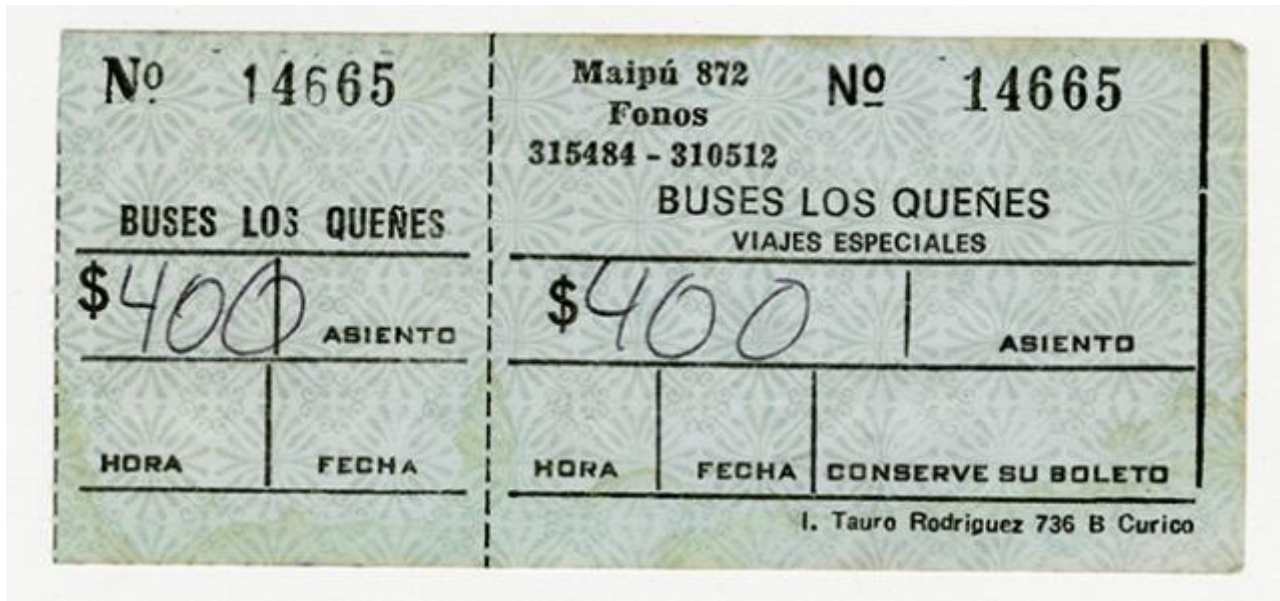 Nº 14665
BUSES LOS QUEÑES
$400
ASIENTO
HORA FECHA
Maipú 872
Fonos
315484 - 310512
Nº 14665
BUSES LOS QUEÑES
VIAJES ESPECIALES
$400
ASIENTO
HORA FECHA CONSERVE SU BOLETO
I. Tauro Rodriguez 736 B Curico